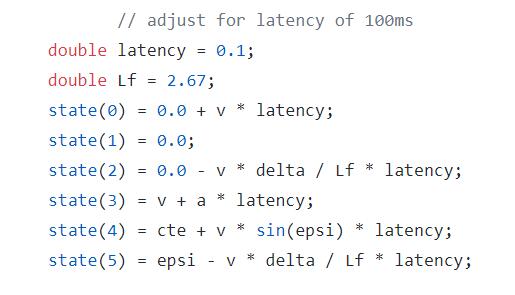 // adjust for latency of 100ms
double latency = 0.1;
double Lf = 2.67;
state(0) = 0.0 + v * latency;
state(1) = 0.0;
state(2) = 0.0 - v * delta / Lf * latency;
state(3) = v + a * latency;
state(4) = cte + v * sin(epsi) * latency;
state(5) = epsi - v * delta / Lf * latency;